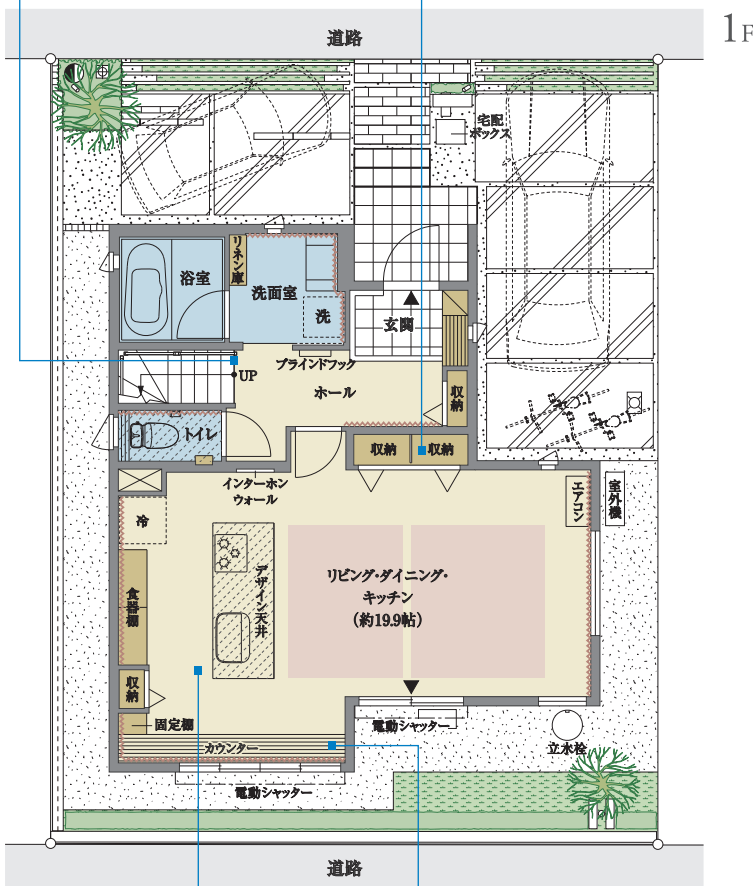 1F
道路
宅配
ボックス
浴室
リネン庫
洗面室
洗
玄関
ブラインドフック
UP
ホール
収納
トイレ
収納
収納
インターホン
ウォール
冷
エアコン
室外機
食器棚
デザイン天井
リビング・ダイニング・
キッチン
（約19.9帖）
収納
固定棚
カウンター
電動シャッター
電動シャッター
立水栓
道路